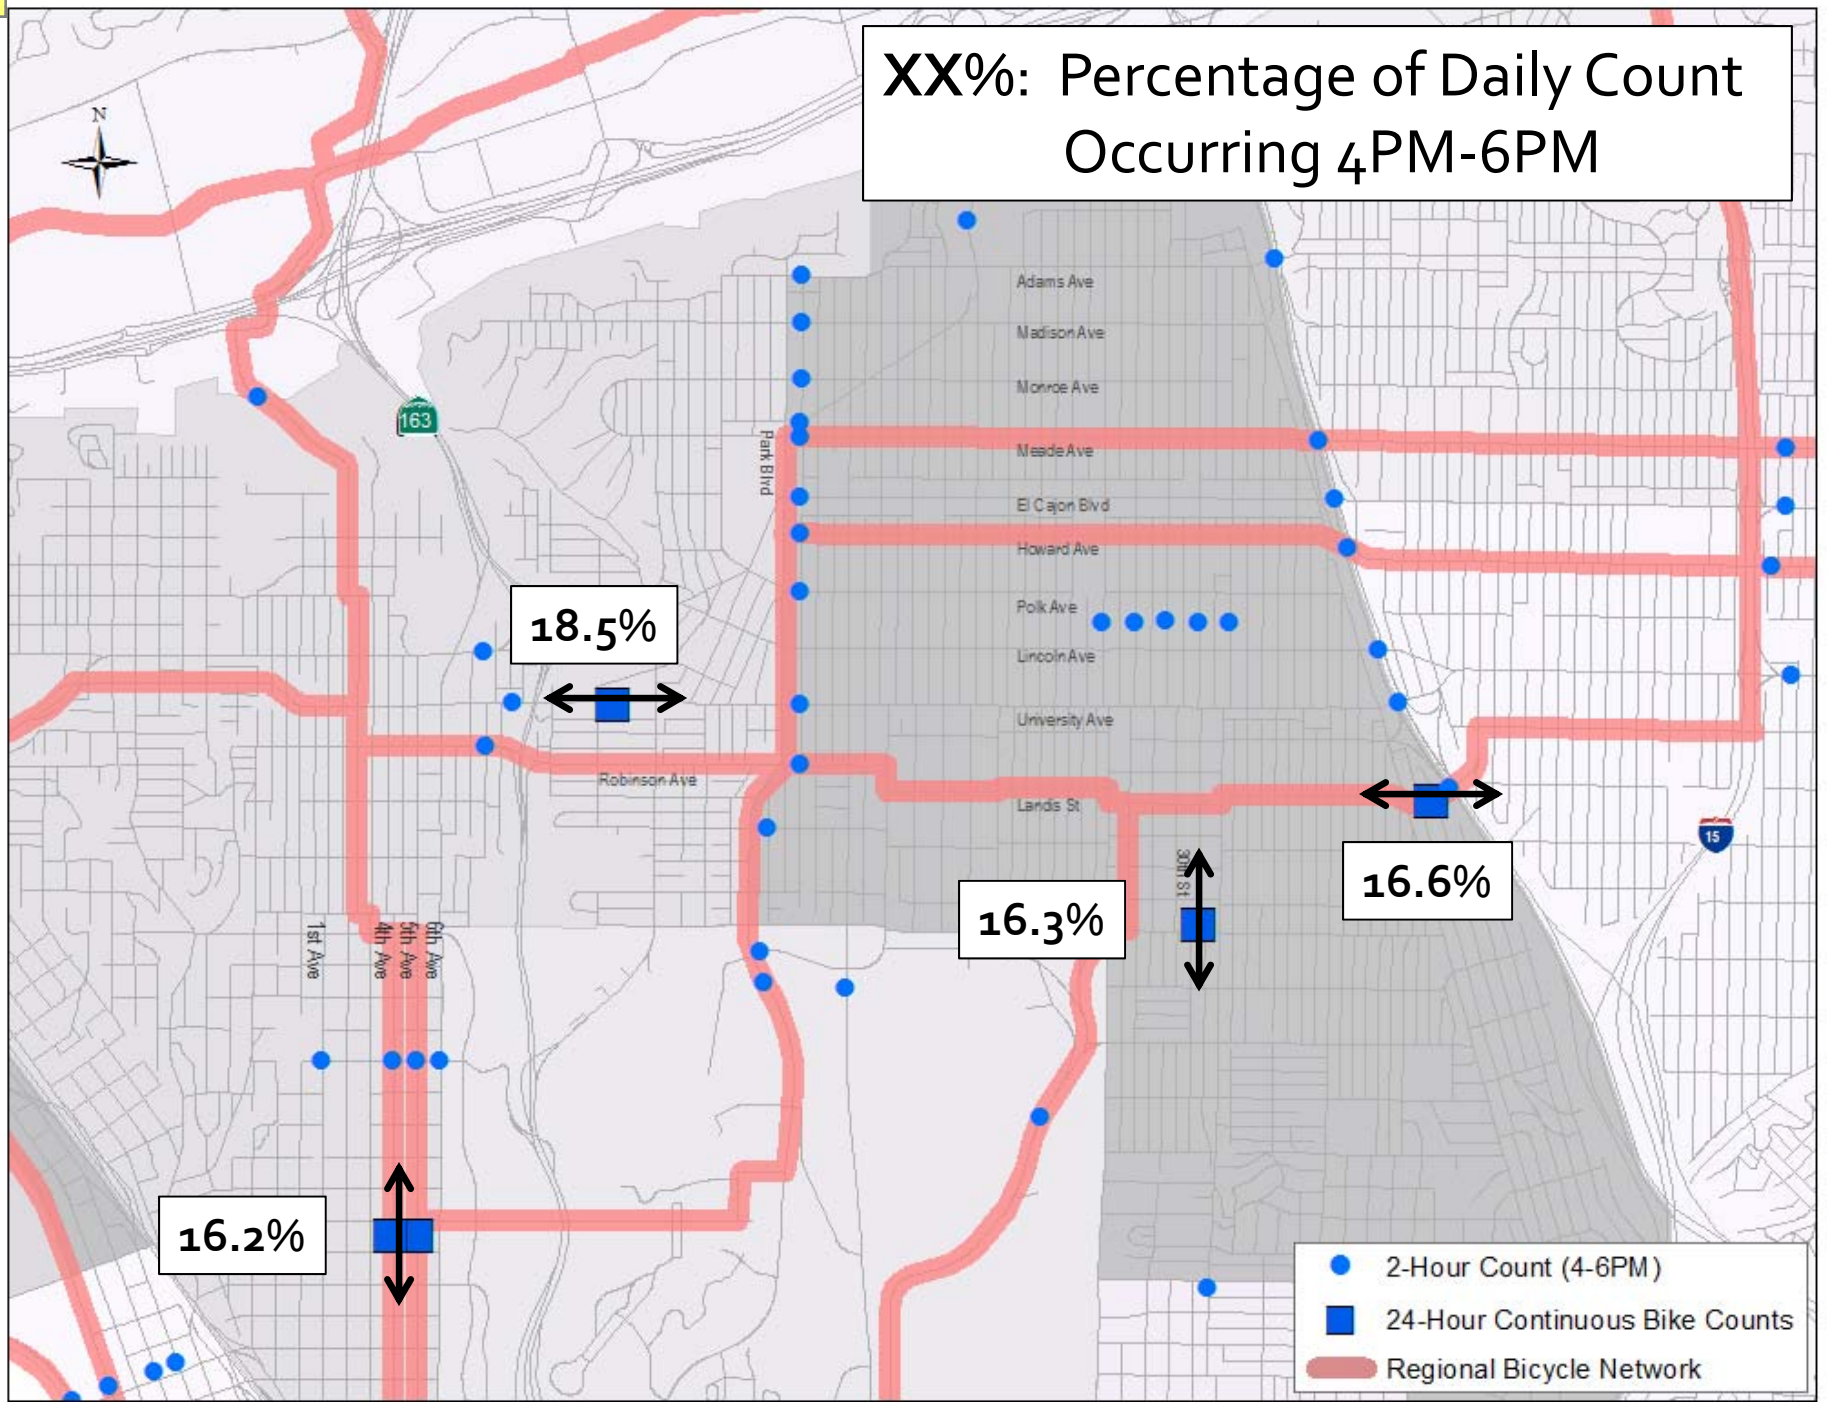 XX%: Percentage of Daily Count
Occurring 4PM-6PM
N
Adams Ave
Madison Ave
Monroe Ave
163
Park Blvd
Meade Ave
El Cajon Blvd
Howard Ave
18.5%
Polk Ave
Lincoln Ave
University Ave
Robinson Ave
Landis St
15
30th St
16.6%
16.3%
1st Ave
4th Ave
5th Ave
6th Ave
16.2%
2-Hour Count (4-6PM)
24-Hour Continuous Bike Counts
Regional Bicycle Network